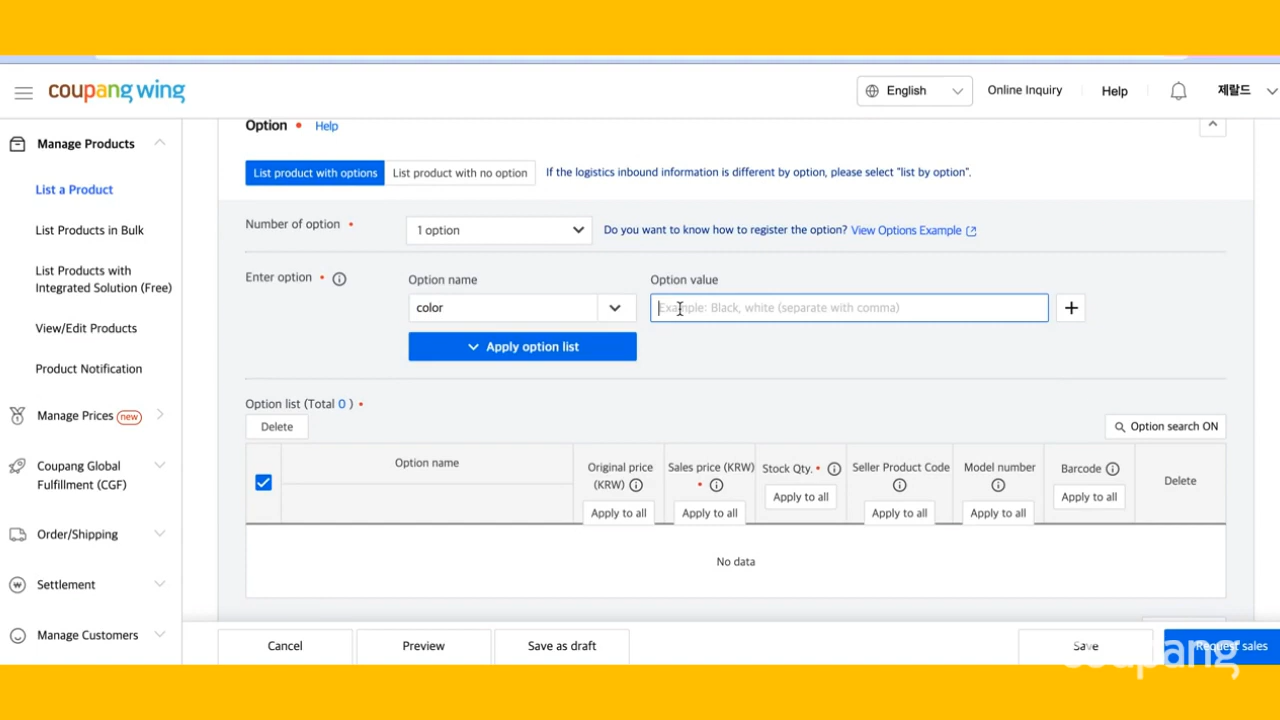 coupang wing
English
Online Inquiry
Help
제랄드
Manage Products
List a Product
List Products in Bulk
List Products with
Integrated Solution (Free)
View/Edit Products
Product Notification
Manage Prices new
Coupang Global
Fulfillment (CGF)
Order/Shipping
Settlement
Manage Customers
Option • Help
List product with options
List product with no option
If the logistics inbound information is different by option, please select "list by option".
Number of option •
1 option
Do you want to know how to register the option? View Options Example
Enter option •
Option name
Option value
color
Example: Black, white (separate with comma)
+
Apply option list
Option list (Total 0 ) •
Delete
Option search ON
Option name
Original price
(KRW)
Apply to all
Sales price (KRW)
•
Apply to all
Stock Qty. •
Apply to all
Seller Product Code
Apply to all
Model number
Apply to all
Barcode
Apply to all
Delete
No data
Cancel
Preview
Save as draft
Save
Request sales
coupang